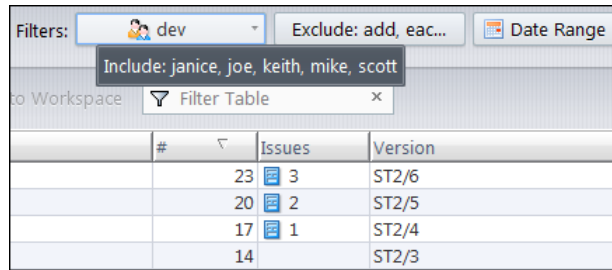 Filters: dev Exclude: add, eac... Date Range
Include: janice, joe, keith, mike, scott
to Workspace Filter Table
# Issues Version
23 3 ST2/6
20 2 ST2/5
17 1 ST2/4
14 ST2/3